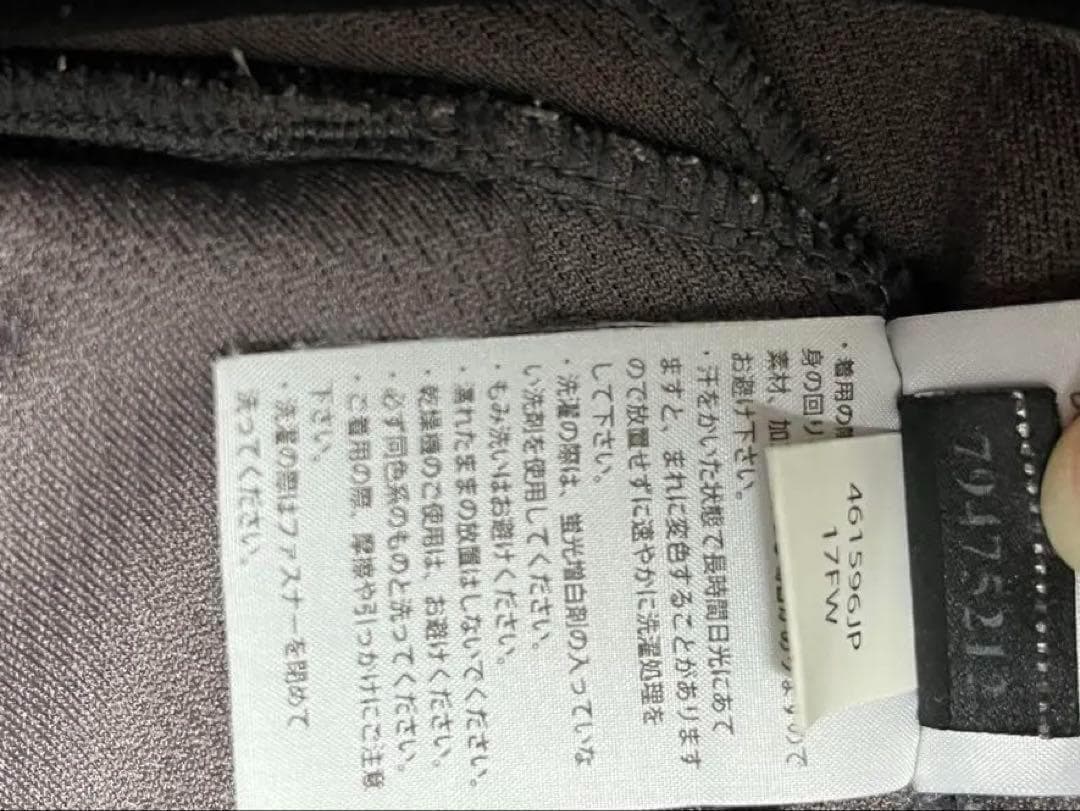 ・着用の際
身の回り
素材、加
お避け下さい。
・汗をかいた状態で長時間日光にあて
ますと、まれに変色することがあります
ので放置せずに速やかに洗濯処理を
して下さい。
・洗濯の際は、蛍光増白剤の入っていな
い洗剤を使用してください。
・もみ洗いはお避けください。
・濡れたままの放置はしないでください。
・乾燥機のご使用は、お避けください。
・必ず同色系のものと洗ってください。
・ご着用の際、摩擦や引っかけにご注意
下さい。
・洗濯の際はファスナーを閉めて
洗ってください。
461596JP
17FW